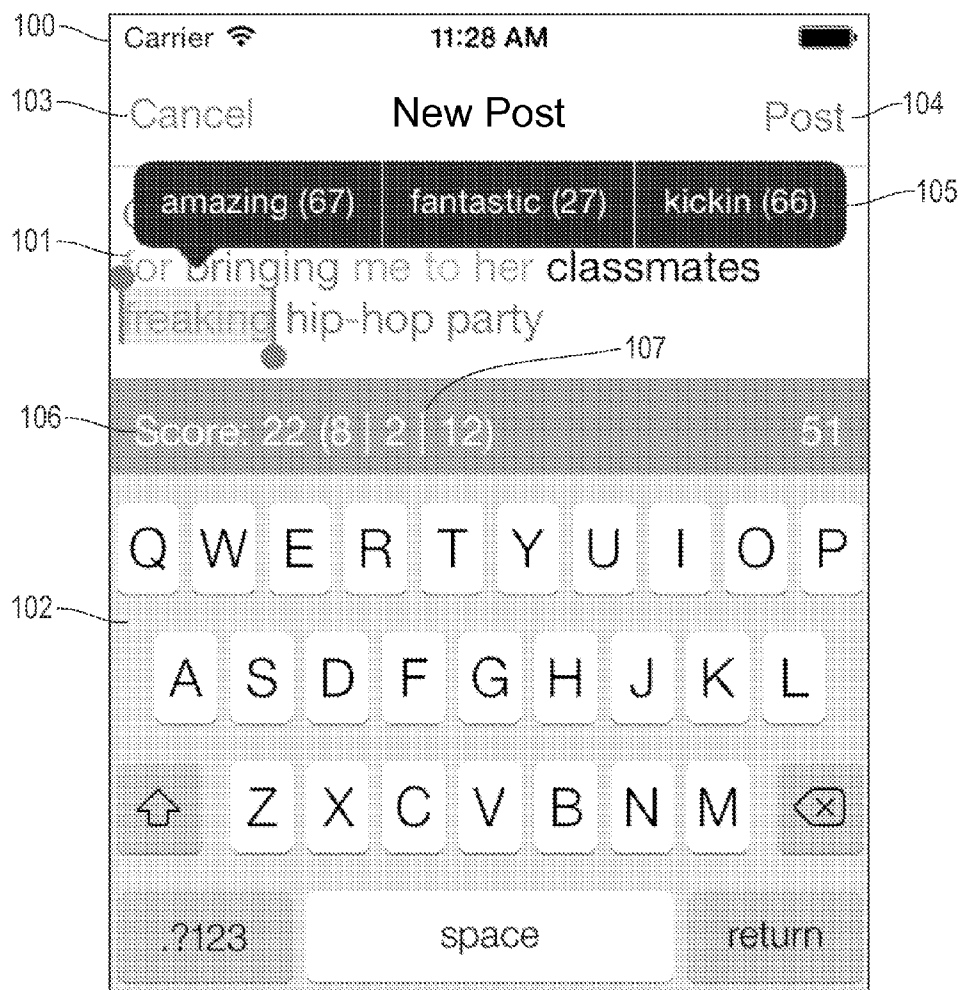 100 Carrier 11:28 AM
103 Cancel New Post Post 104
amazing (67) fantastic (27) kickin (66) 105
101 for bringing me to her classmates
freaking hip-hop party
107
106 Score: 22 (8 | 2 | 12) 51
Q W E R T Y U I O P
102
A S D F G H J K L
Z X C V B N M
.?123 space return